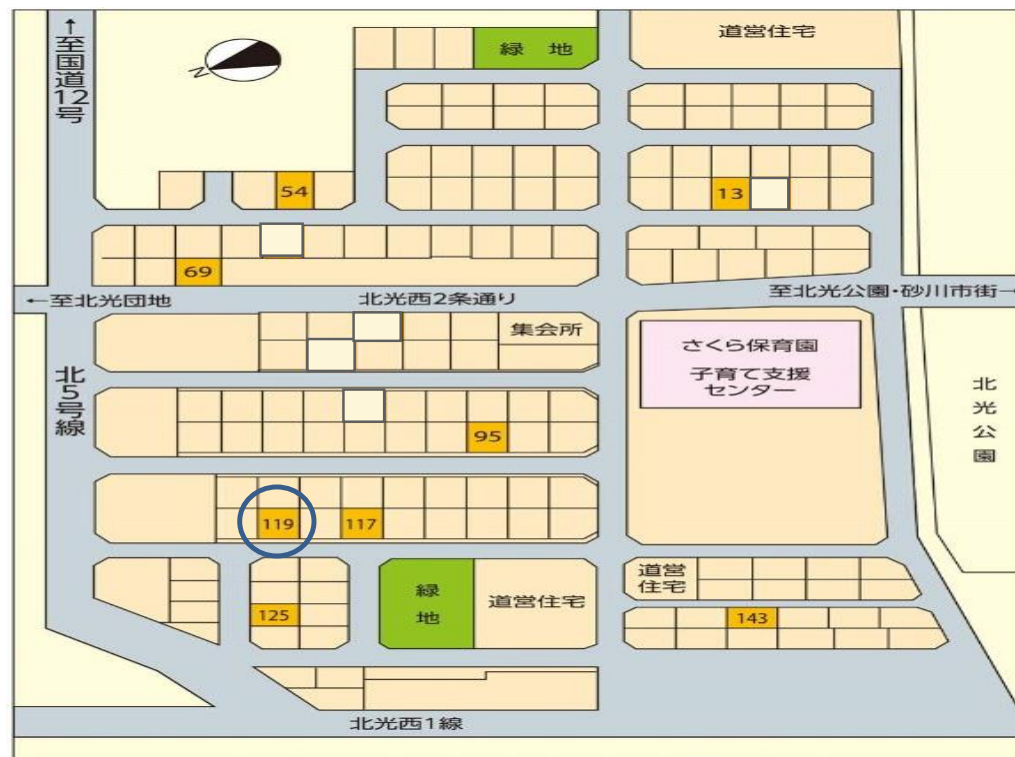 ↑至国道12号
N
緑地
道営住宅
54
13
69
←至北光団地
北光西2条通り
至北光公園・砂川市街→
集会所
さくら保育園
子育て支援
センター
北5号線
北光公園
95
119
117
緑地
道営住宅
道営
住宅
125
143
北光西1線